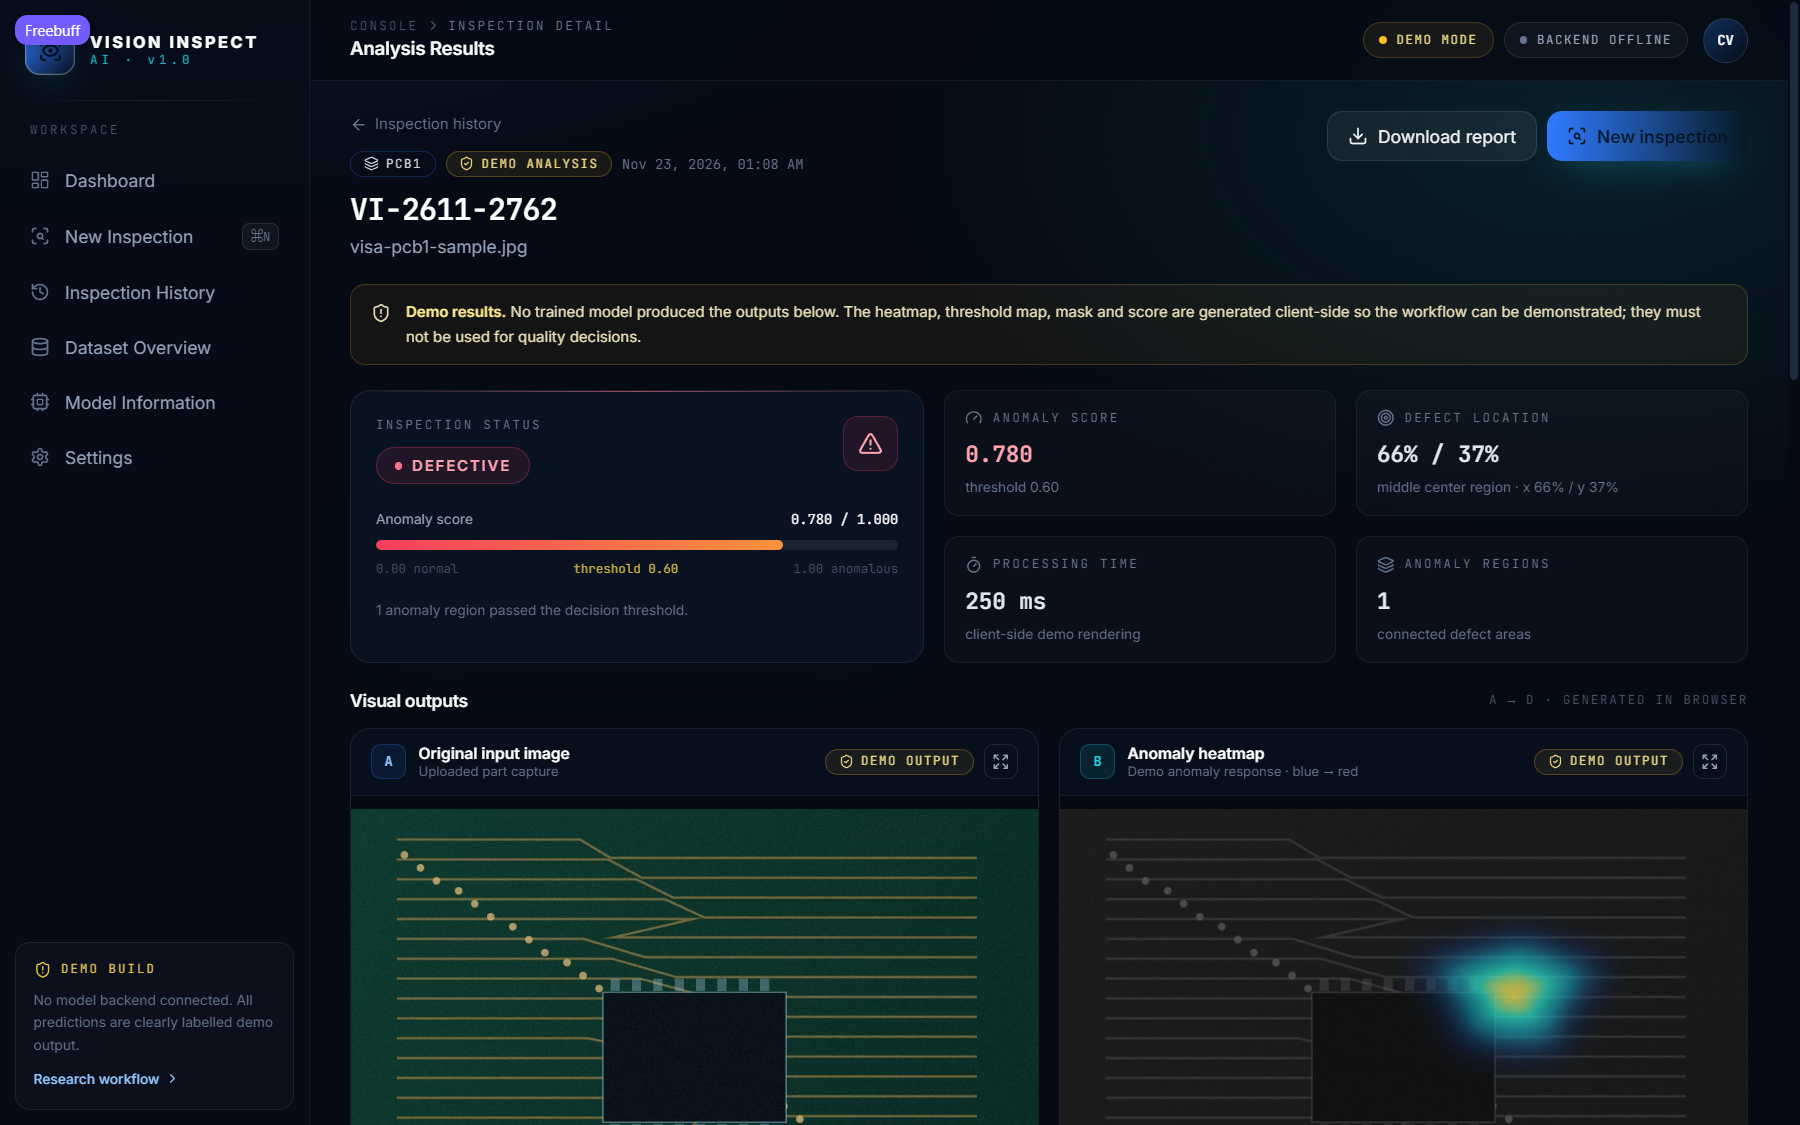 Freebuff
VISION INSPECT
AI · v1.0
WORKSPACE
Dashboard
New Inspection
⌘N
Inspection History
Dataset Overview
Model Information
Settings
DEMO BUILD
No model backend connected. All
predictions are clearly labelled demo
output.
Research workflow
CONSOLE > INSPECTION DETAIL
Analysis Results
DEMO MODE
BACKEND OFFLINE
CV
← Inspection history
Download report
New inspection
PCB1
DEMO ANALYSIS
Nov 23, 2026, 01:08 AM
VI-2611-2762
visa-pcb1-sample.jpg
Demo results. No trained model produced the outputs below. The heatmap, threshold map, mask and score are generated client-side so the workflow can be demonstrated; they must
not be used for quality decisions.
INSPECTION STATUS
DEFECTIVE
Anomaly score
0.780 / 1.000
0.00 normal
threshold 0.60
1.00 anomalous
1 anomaly region passed the decision threshold.
ANOMALY SCORE
0.780
threshold 0.60
DEFECT LOCATION
66% / 37%
middle center region · x 66% / y 37%
PROCESSING TIME
250 ms
client-side demo rendering
ANOMALY REGIONS
1
connected defect areas
Visual outputs
A → D · GENERATED IN BROWSER
A
Original input image
Uploaded part capture
DEMO OUTPUT
B
Anomaly heatmap
Demo anomaly response · blue → red
DEMO OUTPUT